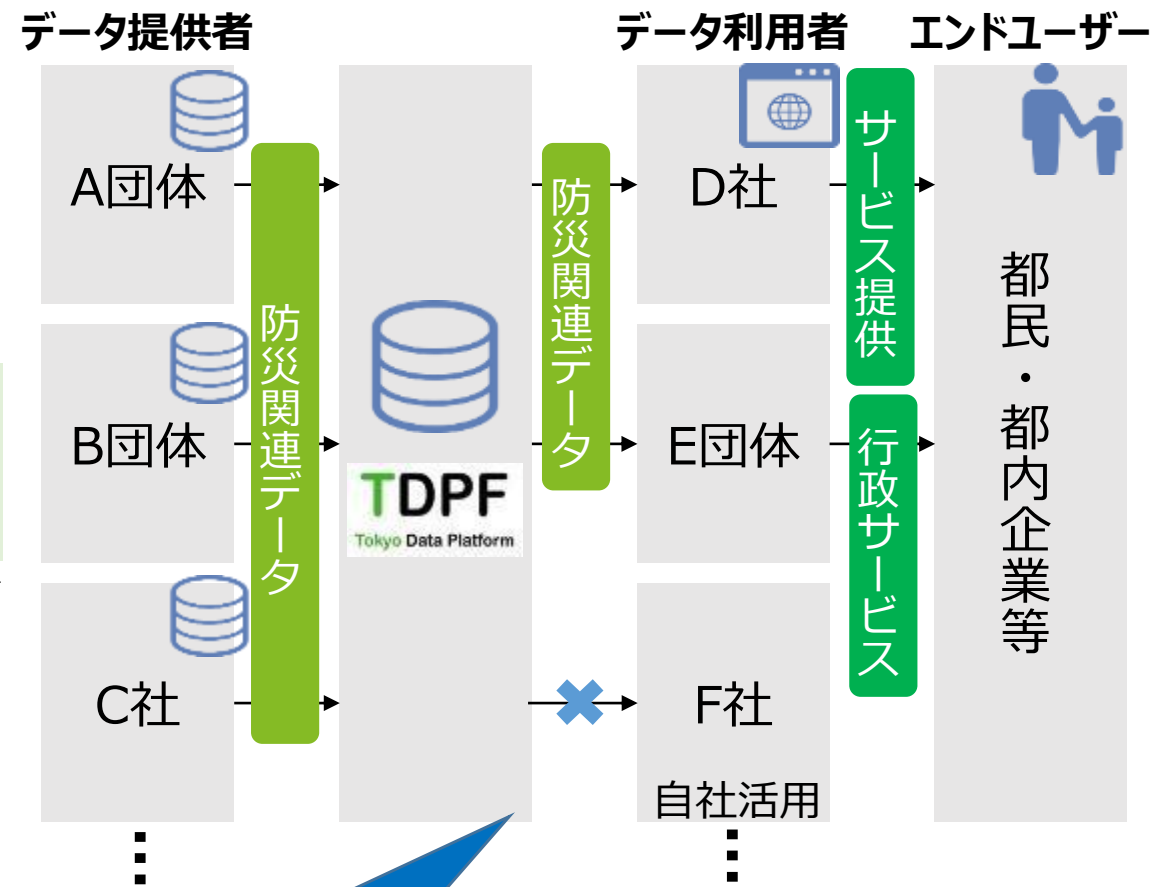 データ提供者
データ利用者
エンドユーザー
A団体
B団体
C社
防災関連データ
TDPF
Tokyo Data Platform
防災関連データ
D社
E団体
F社
自社活用
サービス提供
行政サービス
都民・都内企業等